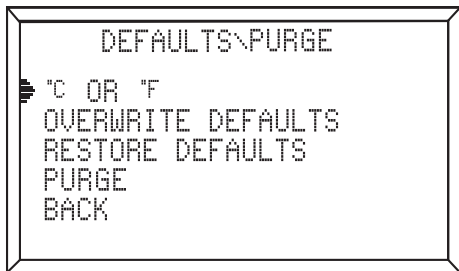 DEFAULTS\PURGE
°C OR °F
OVERWRITE DEFAULTS
RESTORE DEFAULTS
PURGE
BACK